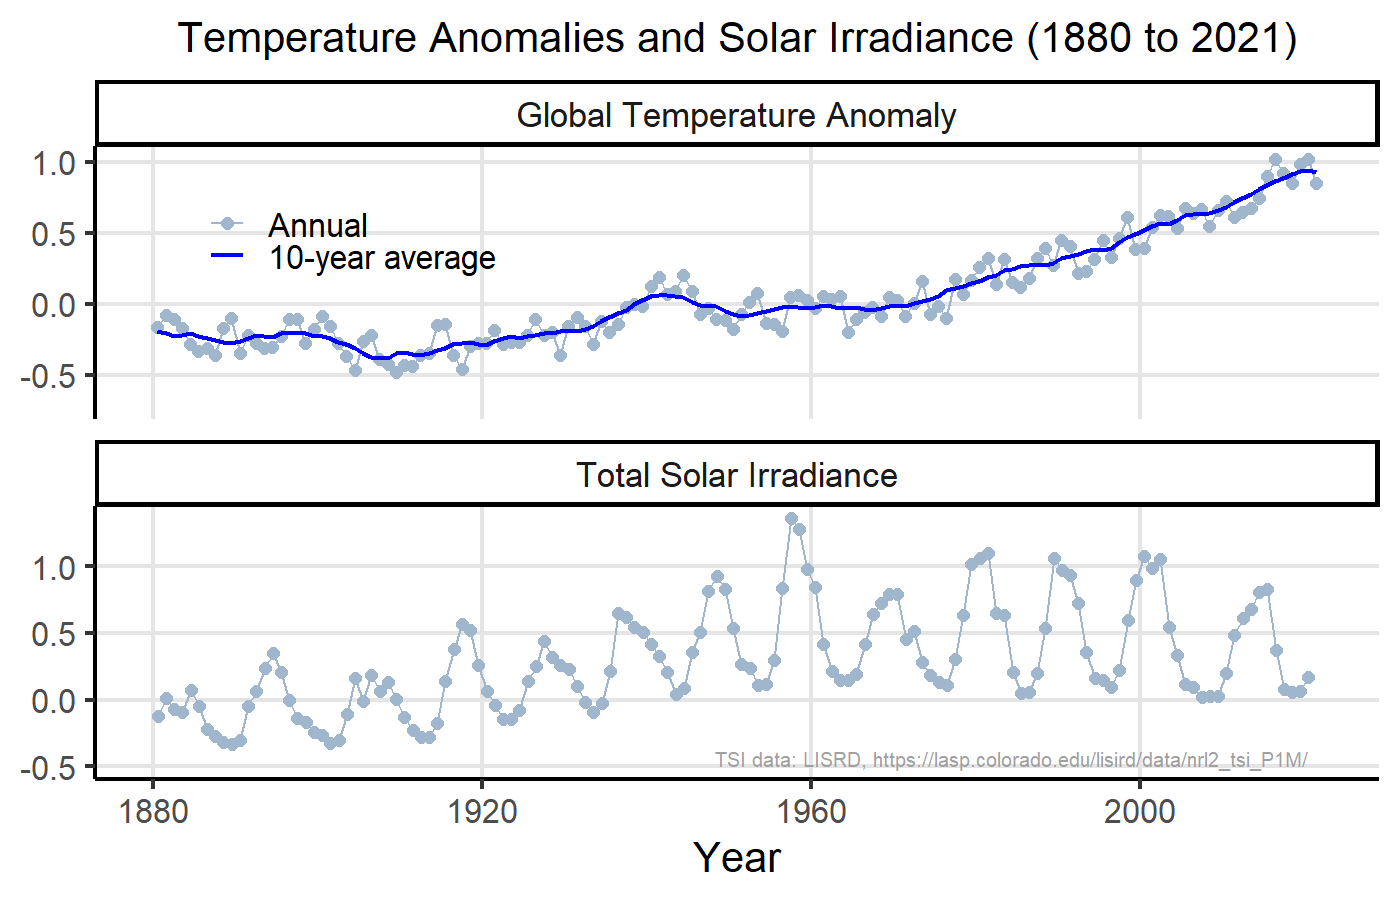 Temperature Anomalies and Solar Irradiance (1880 to 2021)
Global Temperature Anomaly
1.0
0.5
0.0
-0.5
Annual
10-year average
Total Solar Irradiance
1.0
0.5
0.0
-0.5
TSI data: LISRD, https://lasp.colorado.edu/lisird/data/nrl2_tsi_P1M/
1880 1920 1960 2000
Year